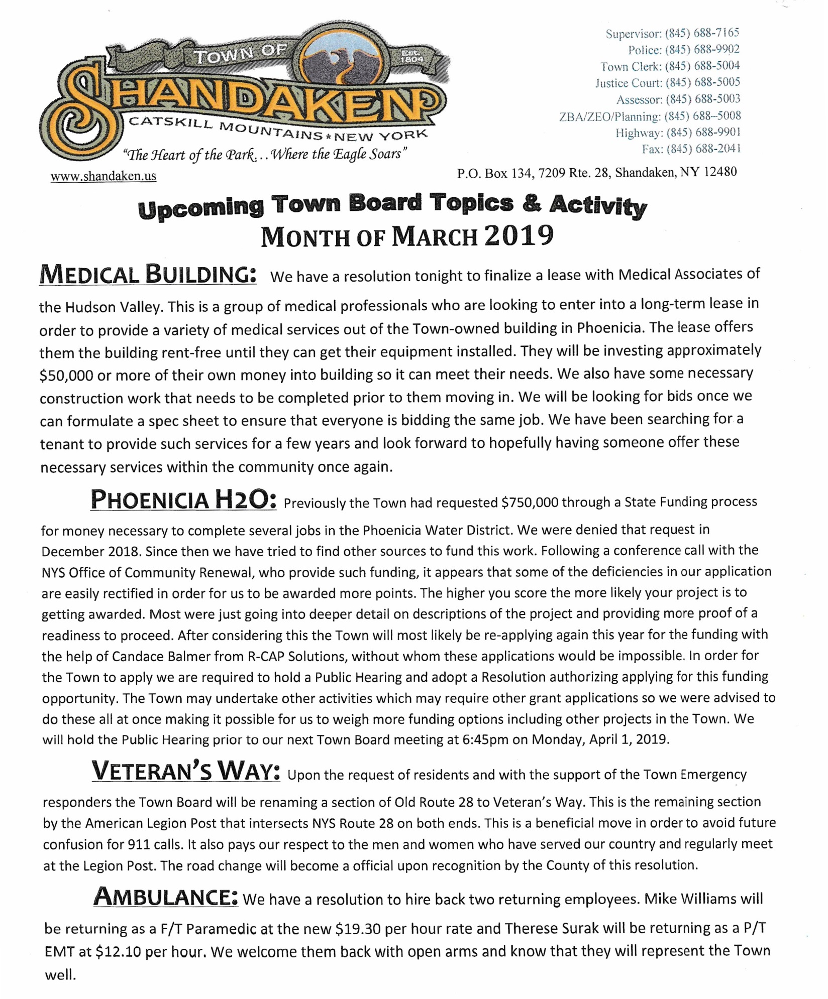 TOWN OF
Est. 1804
SHANDAKEN
CATSKILL MOUNTAINS * NEW YORK
"The Heart of the Park. . . Where the Eagle Soars"
www.shandaken.us
Supervisor: (845) 688-7165
Police: (845) 688-9902
Town Clerk: (845) 688-5004
Justice Court: (845) 688-5005
Assessor: (845) 688-5003
ZBA/ZEO/Planning: (845) 688--5008
Highway: (845) 688-9901
Fax: (845) 688-2041
P.O. Box 134, 7209 Rte. 28, Shandaken, NY 12480
Upcoming Town Board Topics & Activity
MONTH OF MARCH 2019
MEDICAL BUILDING: We have a resolution tonight to finalize a lease with Medical Associates of
the Hudson Valley. This is a group of medical professionals who are looking to enter into a long-term lease in
order to provide a variety of medical services out of the Town-owned building in Phoenicia. The lease offers
them the building rent-free until they can get their equipment installed. They will be investing approximately
$50,000 or more of their own money into building so it can meet their needs. We also have some necessary
construction work that needs to be completed prior to them moving in. We will be looking for bids once we
can formulate a spec sheet to ensure that everyone is bidding the same job. We have been searching for a
tenant to provide such services for a few years and look forward to hopefully having someone offer these
necessary services within the community once again.
PHOENICIA H2O: Previously the Town had requested $750,000 through a State Funding process
for money necessary to complete several jobs in the Phoenicia Water District. We were denied that request in
December 2018. Since then we have tried to find other sources to fund this work. Following a conference call with the
NYS Office of Community Renewal, who provide such funding, it appears that some of the deficiencies in our application
are easily rectified in order for us to be awarded more points. The higher you score the more likely your project is to
getting awarded. Most were just going into deeper detail on descriptions of the project and providing more proof of a
readiness to proceed. After considering this the Town will most likely be re-applying again this year for the funding with
the help of Candace Balmer from R-CAP Solutions, without whom these applications would be impossible. In order for
the Town to apply we are required to hold a Public Hearing and adopt a Resolution authorizing applying for this funding
opportunity. The Town may undertake other activities which may require other grant applications so we were advised to
do these all at once making it possible for us to weigh more funding options including other projects in the Town. We
will hold the Public Hearing prior to our next Town Board meeting at 6:45pm on Monday, April 1, 2019.
VETERAN'S WAY: Upon the request of residents and with the support of the Town Emergency
responders the Town Board will be renaming a section of Old Route 28 to Veteran's Way. This is the remaining section
by the American Legion Post that intersects NYS Route 28 on both ends. This is a beneficial move in order to avoid future
confusion for 911 calls. It also pays our respect to the men and women who have served our country and regularly meet
at the Legion Post. The road change will become a official upon recognition by the County of this resolution.
AMBULANCE: We have a resolution to hire back two returning employees. Mike Williams will
be returning as a F/T Paramedic at the new $19.30 per hour rate and Therese Surak will be returning as a P/T
EMT at $12.10 per hour. We welcome them back with open arms and know that they will represent the Town
well.